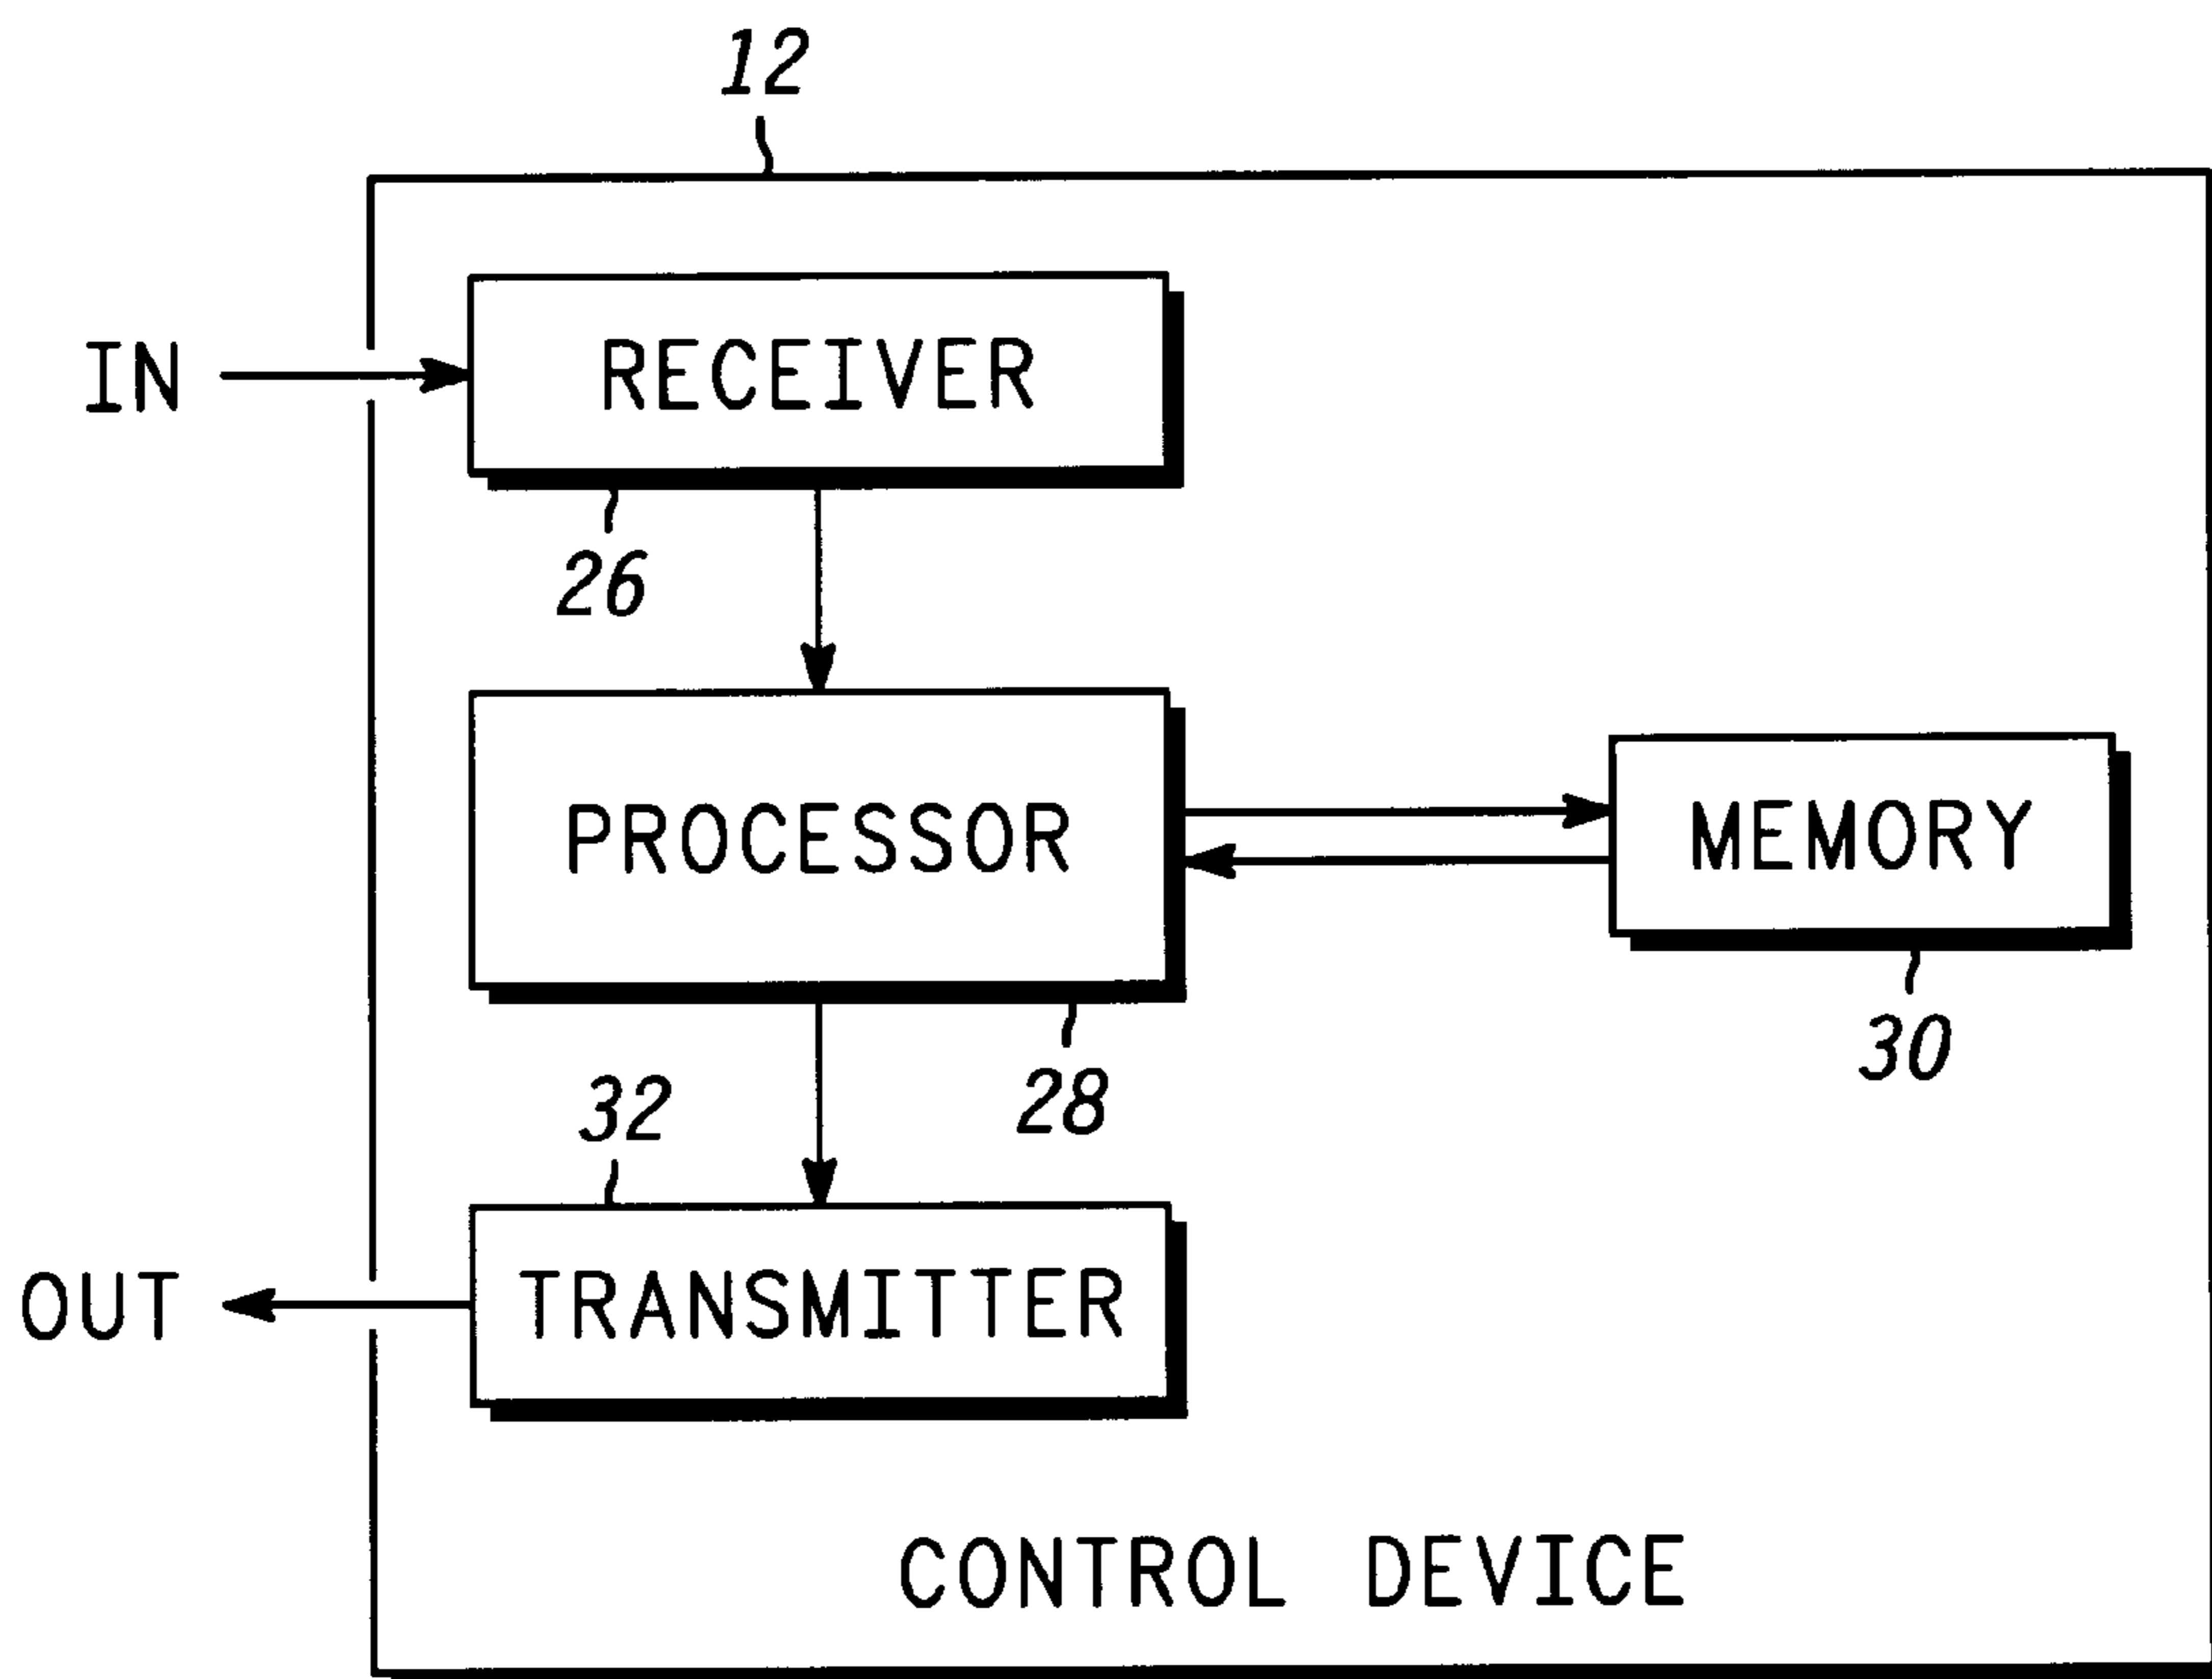 12
IN
RECEIVER
26
PROCESSOR
MEMORY
30
28
32
TRANSMITTER
OUT
CONTROL DEVICE